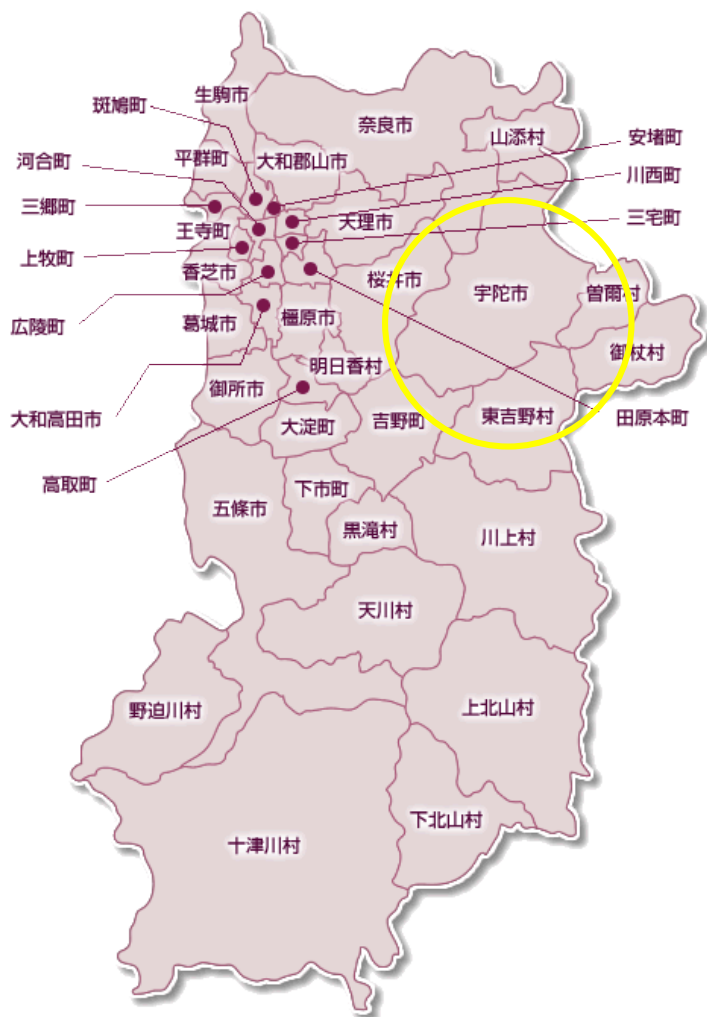 生駒市
斑鳩町
奈良市
山添村
安堵町
平群町
大和郡山市
河合町
川西町
三郷町
天理市
三宅町
王寺町
上牧町
香芝市
桜井市
宇陀市
曽爾村
広陵町
葛城市
橿原市
御杖村
明日香村
御所市
大和高田市
大淀町
吉野町
東吉野村
田原本町
高取町
五條市
下市町
黒滝村
川上村
天川村
野迫川村
上北山村
下北山村
十津川村